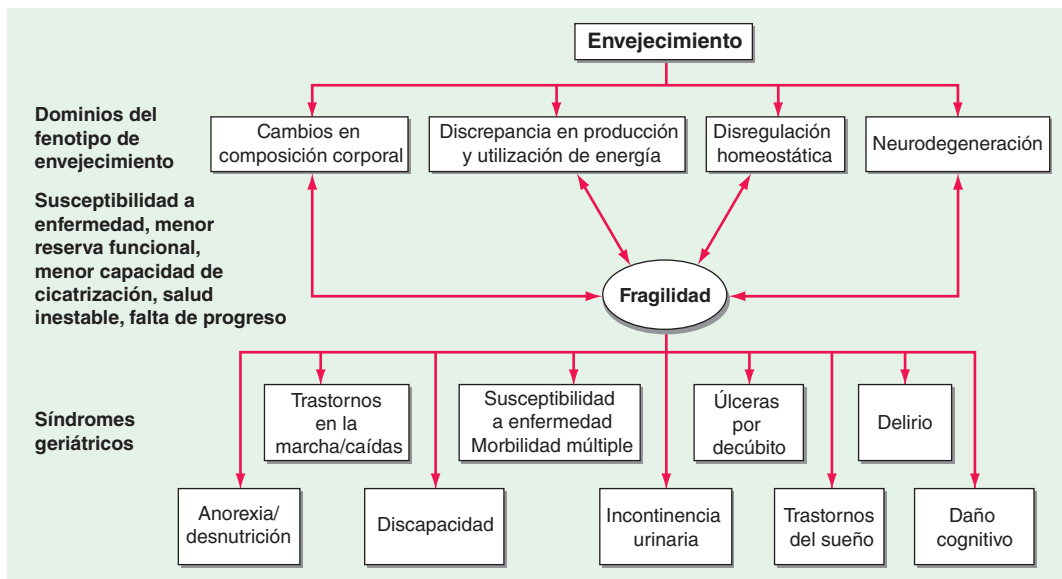 Envejecimiento
Dominios del
fenotipo de
envejecimiento
Cambios en
composición corporal
Discrepancia en producción
y utilización de energía
Disregulación
homeostática
Neurodegeneración
Susceptibilidad a
enfermedad, menor
reserva funcional,
menor capacidad de
cicatrización, salud
inestable, falta de progreso
Fragilidad
Síndromes
geriátricos
Trastornos
en la
marcha/caídas
Susceptibilidad
a enfermedad
Morbilidad múltiple
Úlceras
por
decúbito
Delirio
Anorexia/
desnutrición
Discapacidad
Incontinencia
urinaria
Trastornos
del sueño
Daño
cognitivo